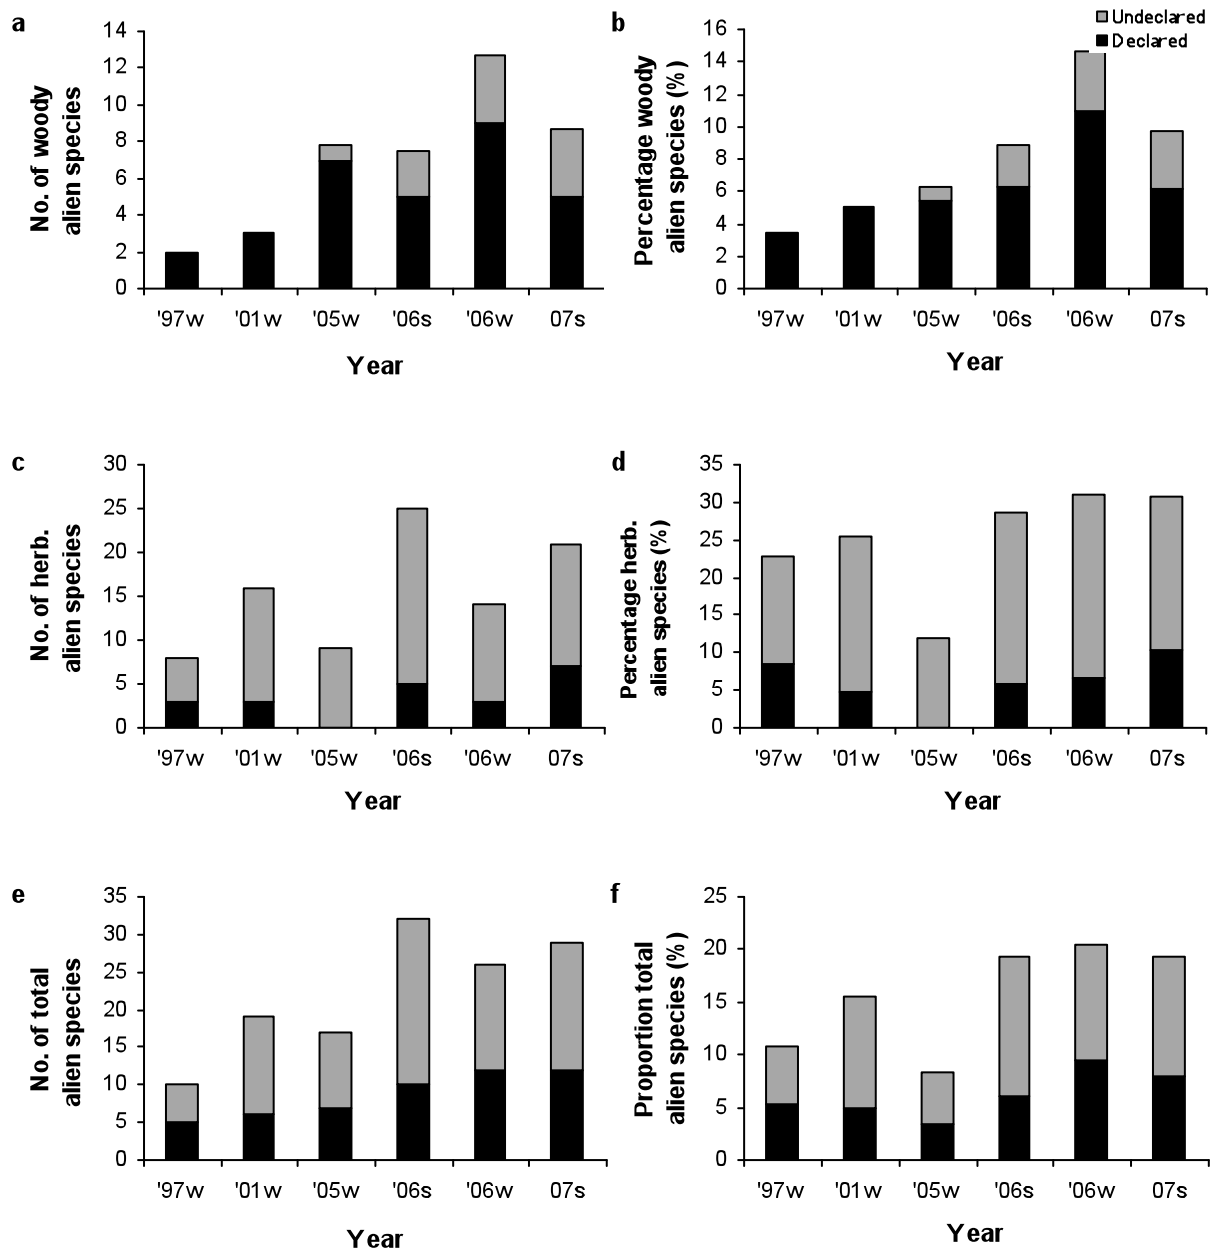 a
No. of woody
alien species
14
12
10
8
6
4
2
0
'97w '01w '05w '06s '06w 07s
Year
b
Undeclared
Declared
Percentage woody
alien species (%)
16
14
12
10
8
6
4
2
0
'97w '01w '05w '06s '06w 07s
Year
c
No. of herb.
alien species
30
25
20
15
10
5
0
'97w '01w '05w '06s '06w 07s
Year
d
Percentage herb.
alien species (%)
35
30
25
20
15
10
5
0
'97w '01w '05w '06s '06w 07s
Year
e
No. of total
alien species
35
30
25
20
15
10
5
0
'97w '01w '05w '06s '06w 07s
Year
f
Proportion total
alien species (%)
25
20
15
10
5
0
'97w '01w '05w '06s '06w 07s
Year